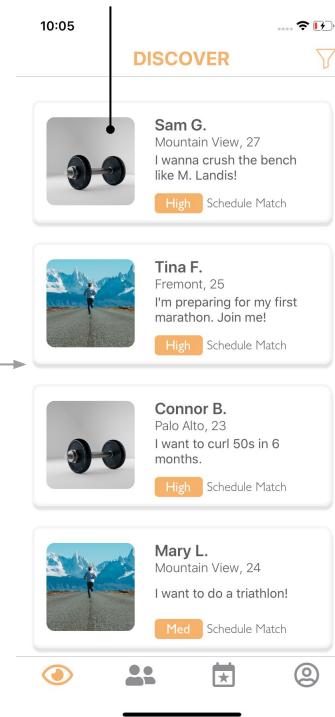 10:05
DISCOVER
Sam G.
Mountain View, 27
I wanna crush the bench
like M. Landis!
High Schedule Match
Tina F.
Fremont, 25
I'm preparing for my first
marathon. Join me!
High Schedule Match
Connor B.
Palo Alto, 23
I want to curl 50s in 6
months.
High Schedule Match
Mary L.
Mountain View, 24
I want to do a triathlon!
Med Schedule Match